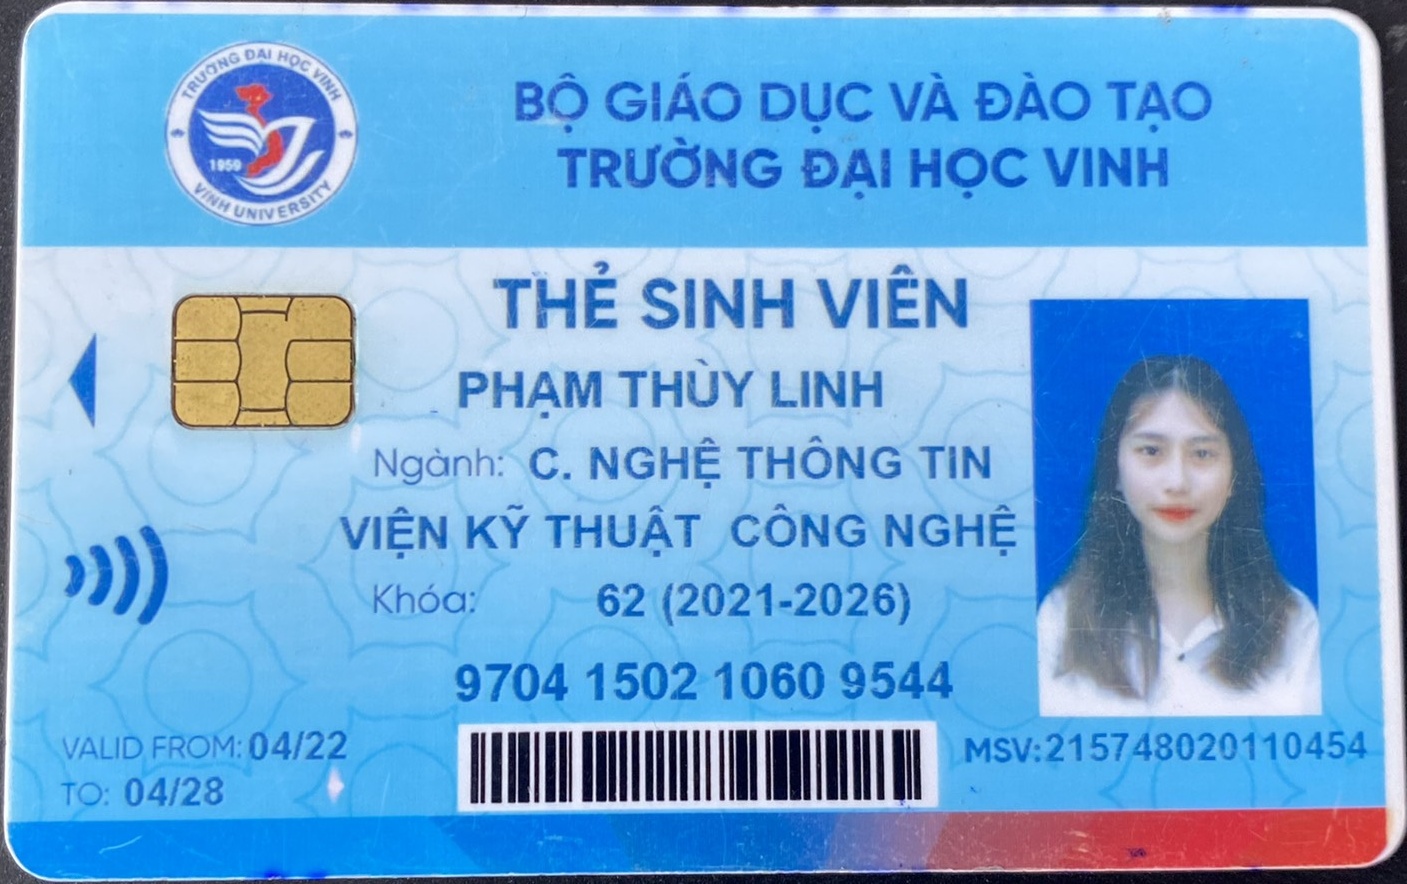 TRƯỜNG ĐẠI HỌC VINH
1959
VINH UNIVERSITY
BỘ GIÁO DỤC VÀ ĐÀO TẠO
TRƯỜNG ĐẠI HỌC VINH
THẺ SINH VIÊN
PHẠM THÙY LINH
Ngành: C. NGHỆ THÔNG TIN
VIỆN KỸ THUẬT CÔNG NGHỆ
Khóa: 62 (2021-2026)
9704 1502 1060 9544
VALID FROM: 04/22
TO: 04/28
MSV:215748020110454